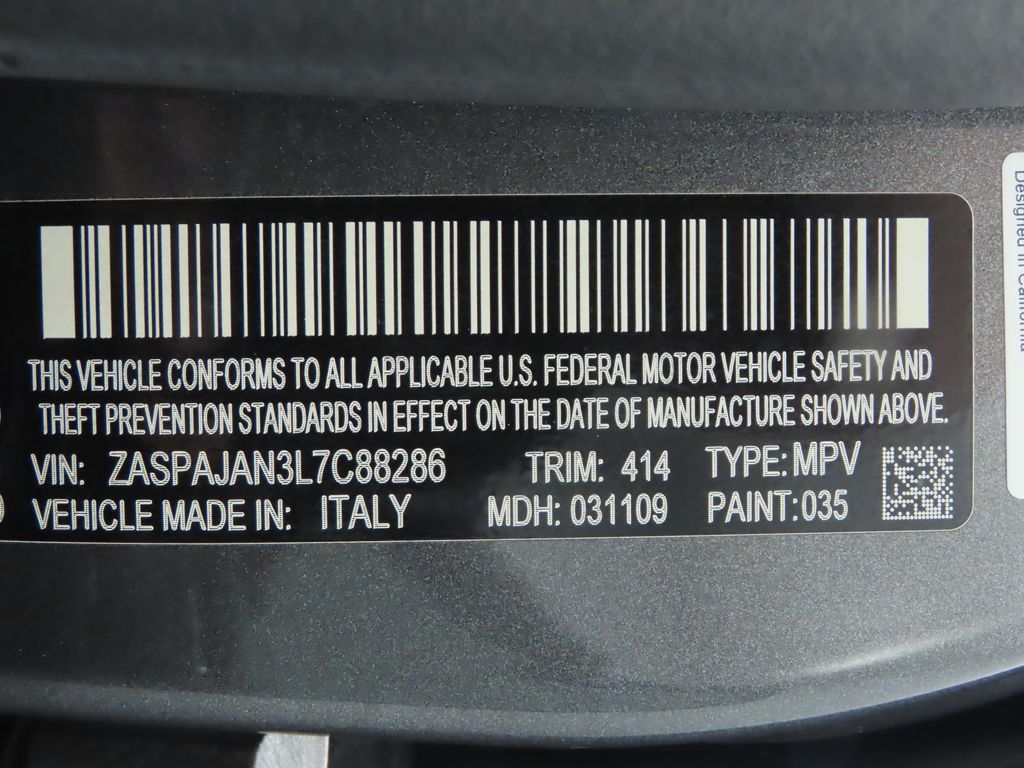 THIS VEHICLE CONFORMS TO ALL APPLICABLE U.S. FEDERAL MOTOR VEHICLE SAFETY AND
THEFT PREVENTION STANDARDS IN EFFECT ON THE DATE OF MANUFACTURE SHOWN ABOVE.
VIN: ZASPAJAN3L7C88286 TRIM: 414 TYPE: MPV
VEHICLE MADE IN: ITALY MDH: 031109 PAINT: 035
Designed in California